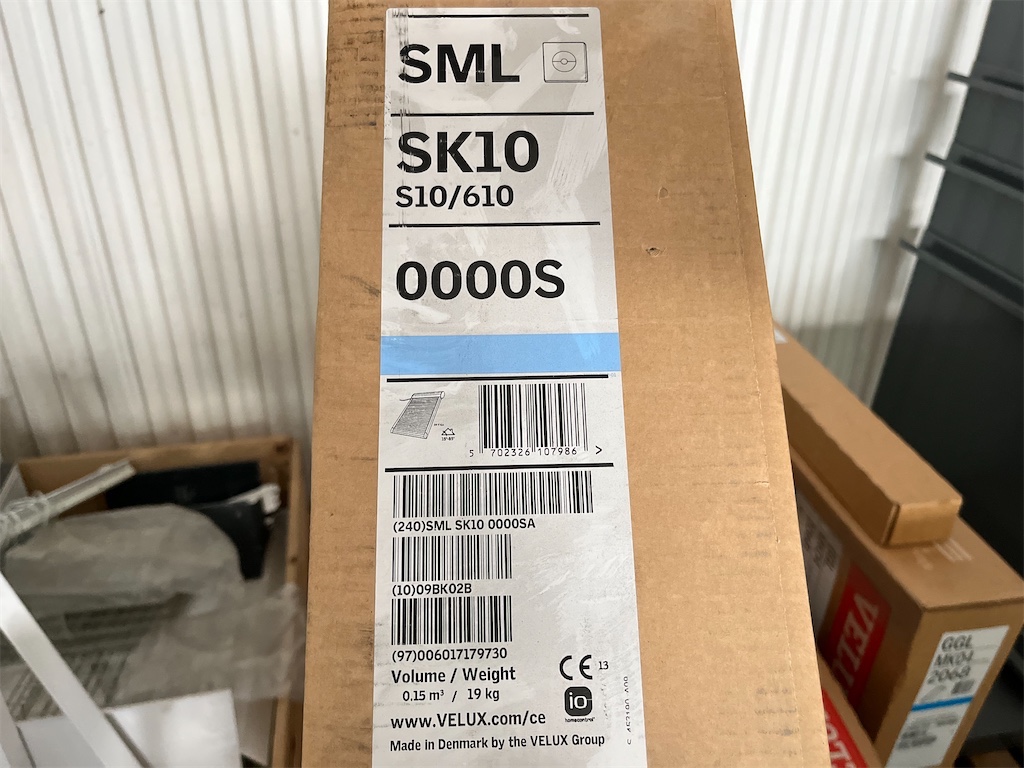 SML
SK10
S10/610
0000S
5 702326 107986 >
(240)SML SK10 0000SA
(10)09BK02B
(97)006017179730
Volume / Weight
0.15 m³ / 19 kg
CE 13
io
homecontrol
www.VELUX.com/ce
Made in Denmark by the VELUX Group
GGL
MK04
2068
VELU